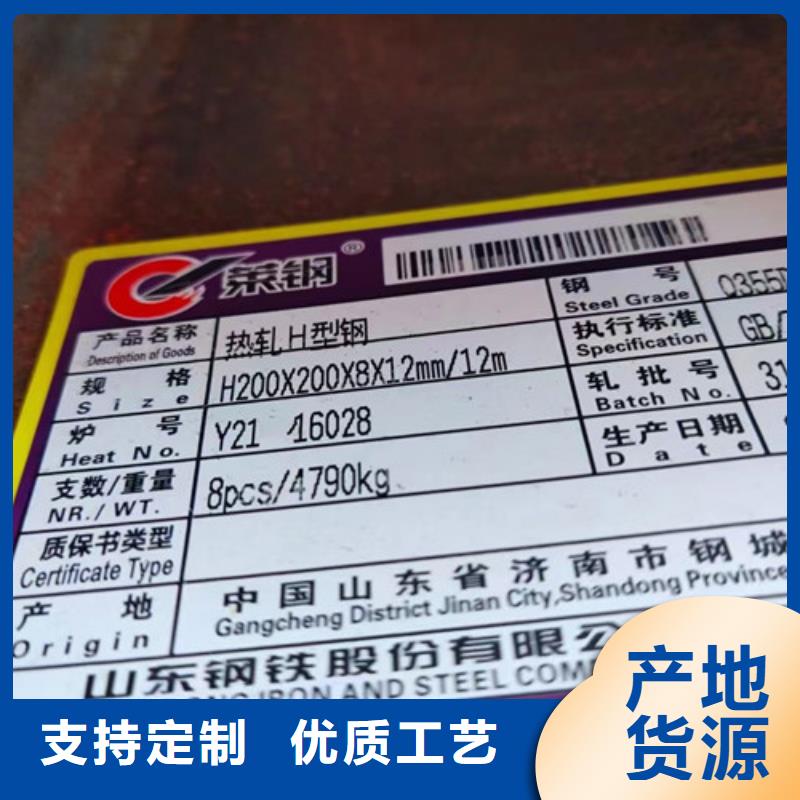 莱钢®
产品名称 热轧H型钢 钢号 Q355
Description of Goods Steel Grade
规格 H200X200X8X12mm/12m 执行标准 GB/
Size Specification
炉号 Y21 16028 轧批号 31
Heat No. Batch No.
支数/重量 8pcs/4790kg 生产日期
NR./WT. Date
质保书类型
Certificate Type
产地 中国山东省济南市钢城
Origin Gangcheng District Jinan City,Shandong Province
山东钢铁股份有限公
IRON AND STEEL COM
支持定制 优质工艺
产地
货源